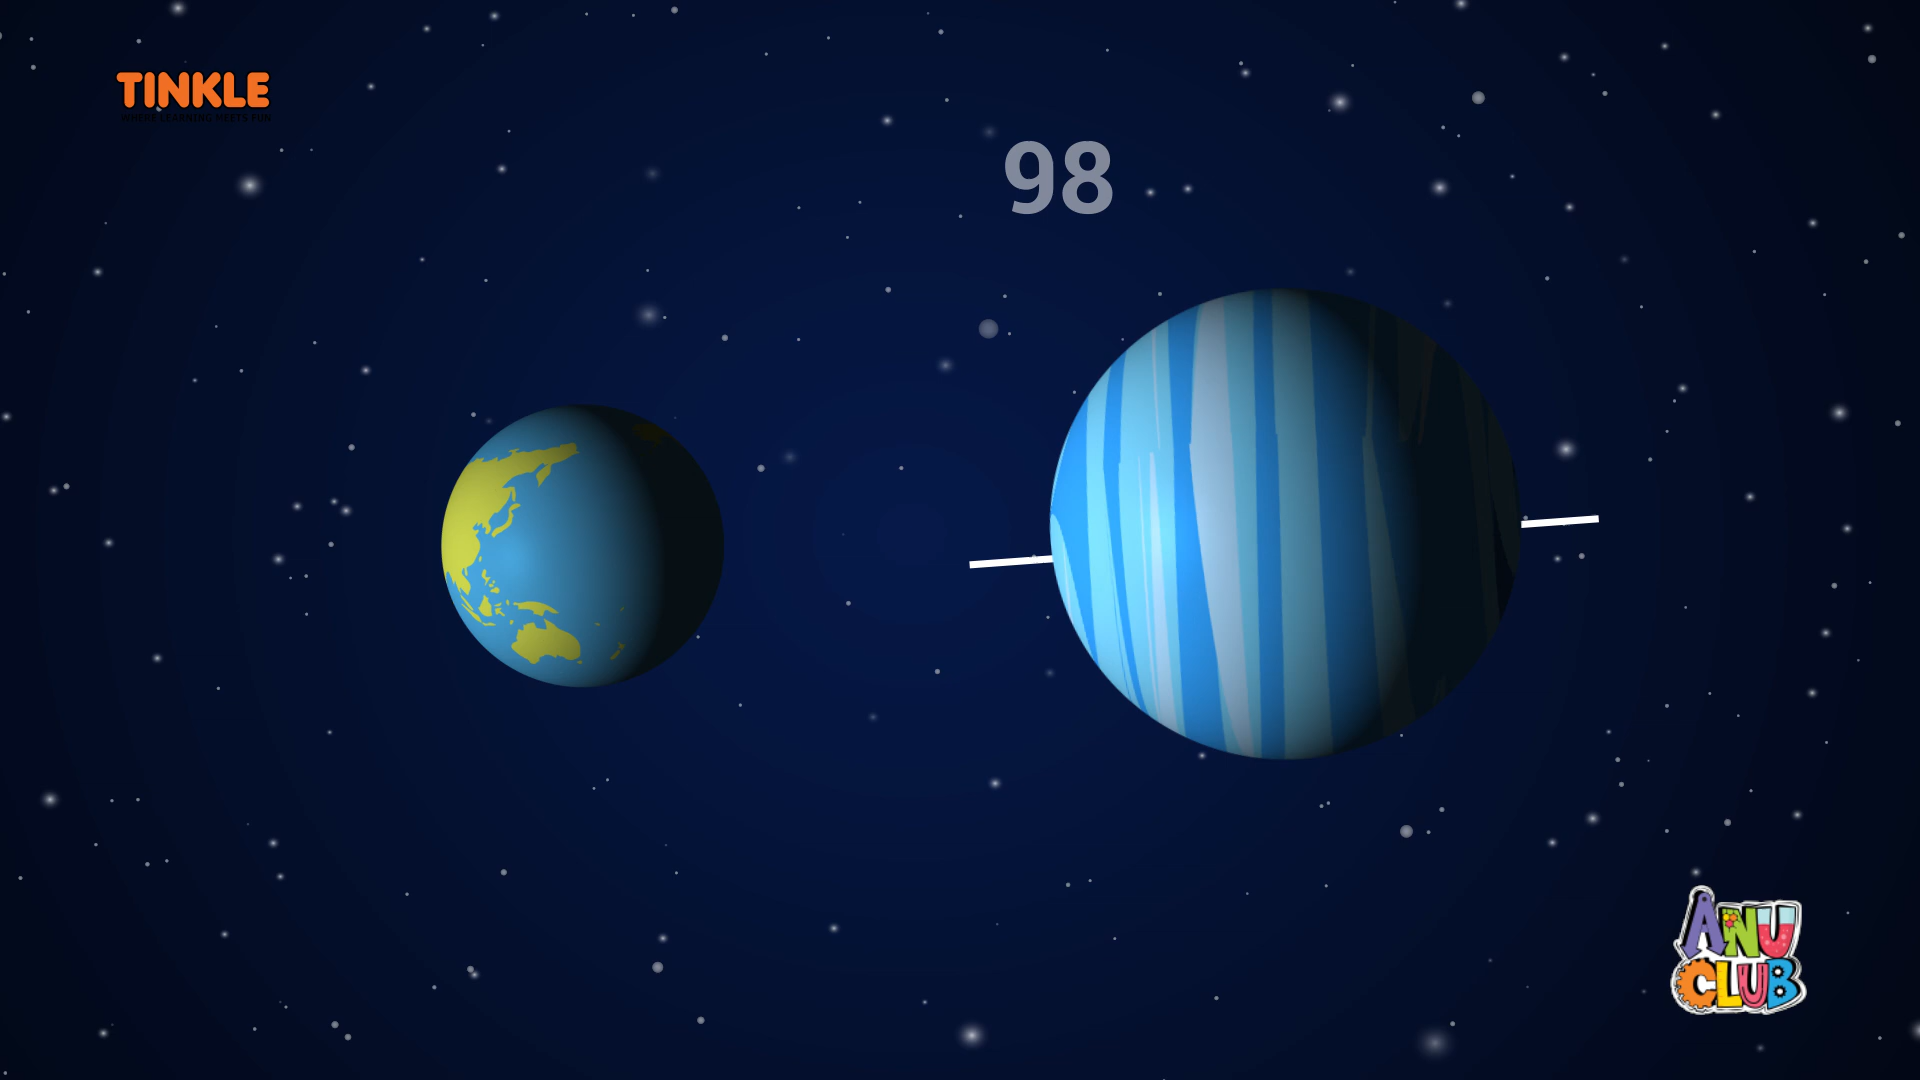 TINKLE
WHERE LEARNING MEETS FUN
98
ANU
CLUB